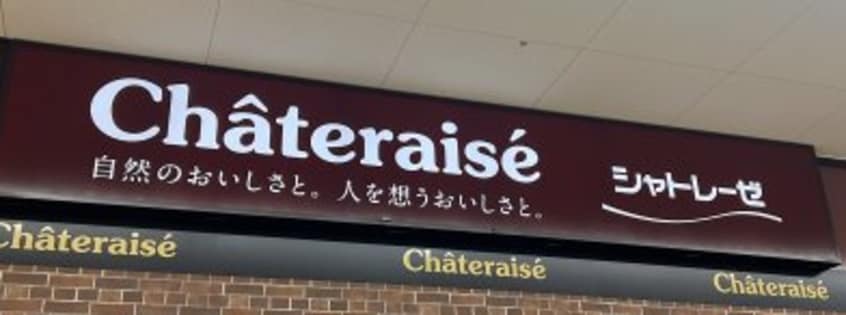 Châteraisé
自然のおいしさと。人を想うおいしさと。
シャトレーゼ
Châteraisé
Châteraisé
Châteraisé